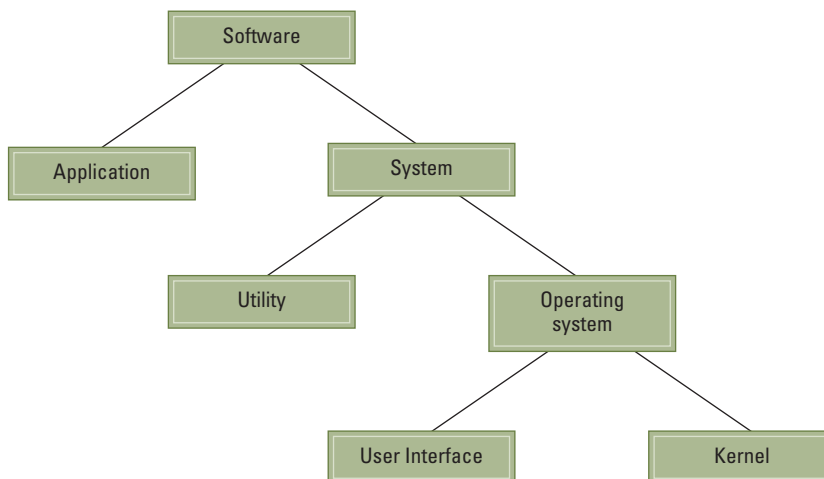 Software
Application
System
Utility
Operating
system
User Interface
Kernel